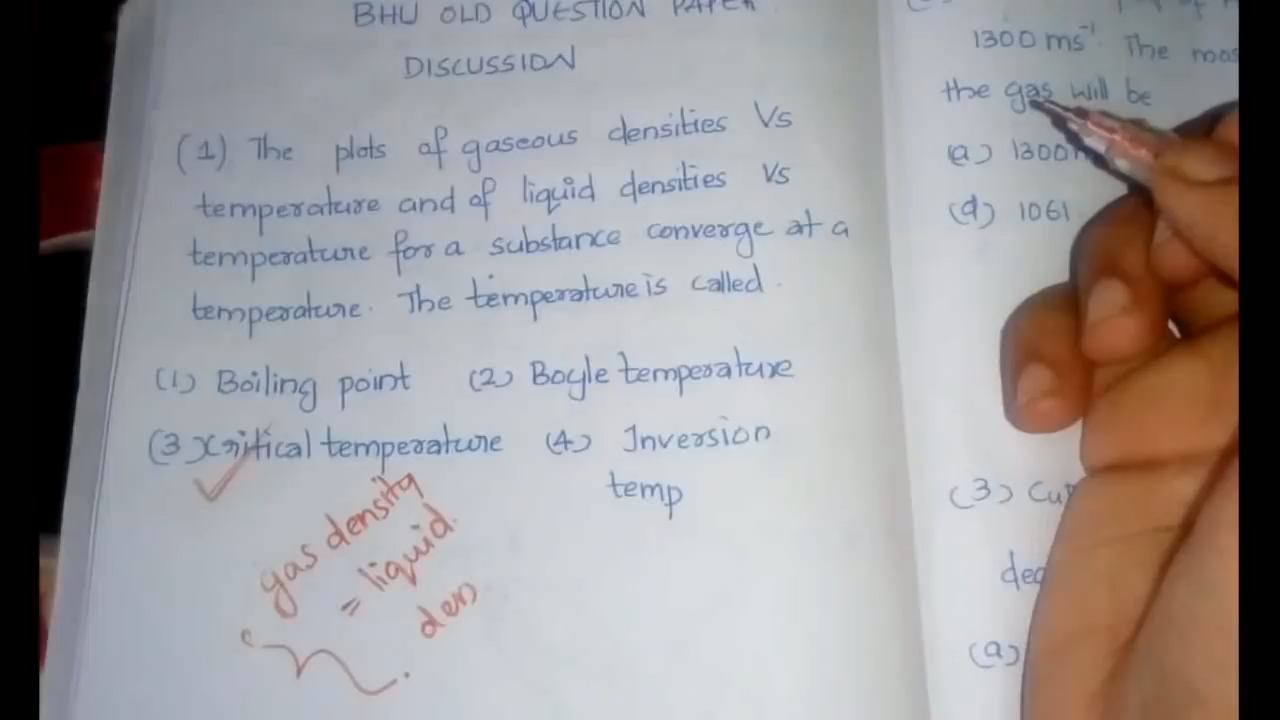 BHU OLD QUESTION PAPER
DISCUSSION
(1) The plots of gaseous densities Vs
temperature and of liquid densities Vs
temperature for a substance converge at a
temperature. The temperature is called.
(1) Boiling point (2) Boyle temperature
(3) Critical temperature (4) Inversion
temp
gas density
= liquid
den
1300 ms⁻¹. The
the gas will be
(a) 1300
(d) 1061
(3)
(a)